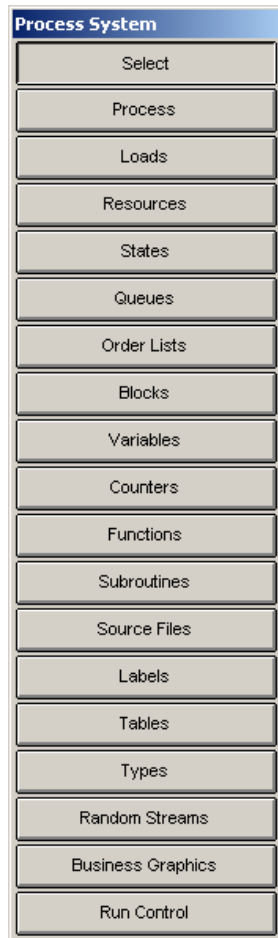 Process System
Select
Process
Loads
Resources
States
Queues
Order Lists
Blocks
Variables
Counters
Functions
Subroutines
Source Files
Labels
Tables
Types
Random Streams
Business Graphics
Run Control